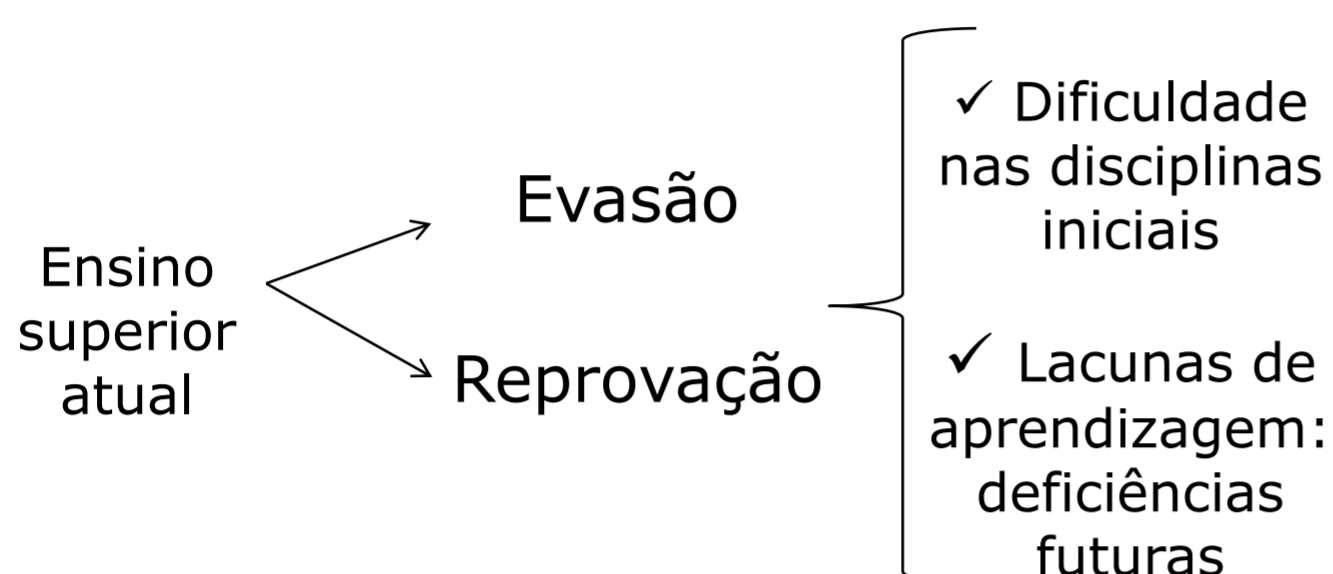 Ensino
superior
atual
Evasão
Reprovação
✓ Dificuldade
nas disciplinas
iniciais
✓ Lacunas de
aprendizagem:
deficiências
futuras